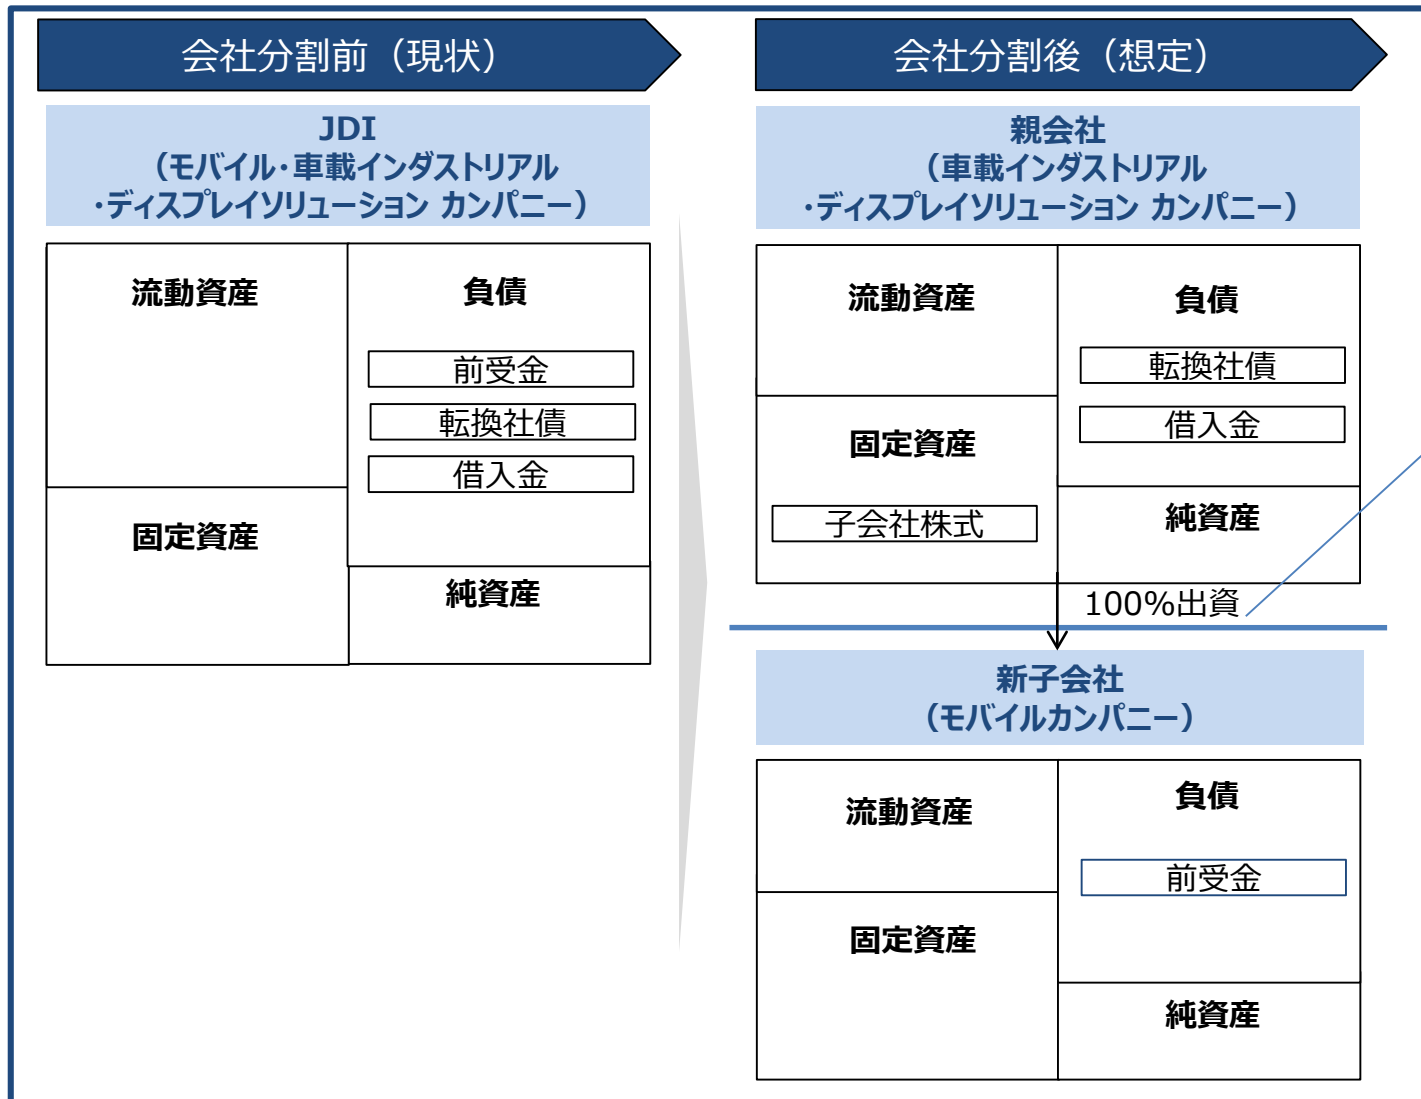 会社分割前（現状）
JDI
（モバイル・車載インダストリアル
・ディスプレイソリューション カンパニー）
流動資産
負債
前受金
転換社債
借入金
固定資産
純資産
会社分割後（想定）
親会社
（車載インダストリアル
・ディスプレイソリューション カンパニー）
流動資産
負債
転換社債
借入金
固定資産
子会社株式
純資産
100%出資
新子会社
（モバイルカンパニー）
流動資産
負債
前受金
固定資産
純資産